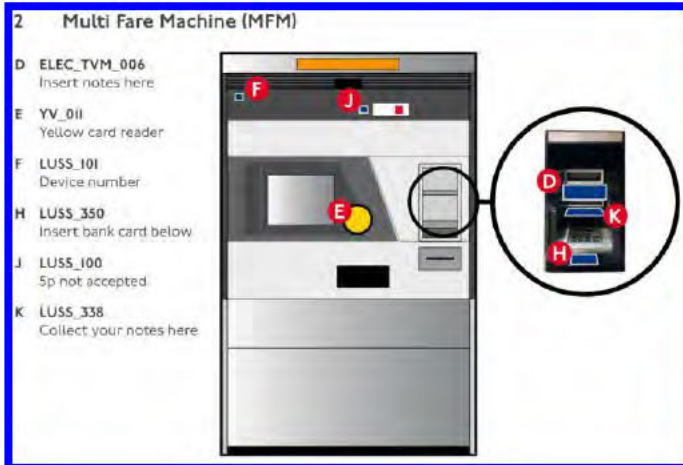 2 Multi Fare Machine (MFM)
D ELEC_TVM_006
Insert notes here
E YV_011
Yellow card reader
F LUSS_101
Device number
H LUSS_350
Insert bank card below
J LUSS_100
5p not accepted
K LUSS_338
Collect your notes here
F
J
E
D
K
H